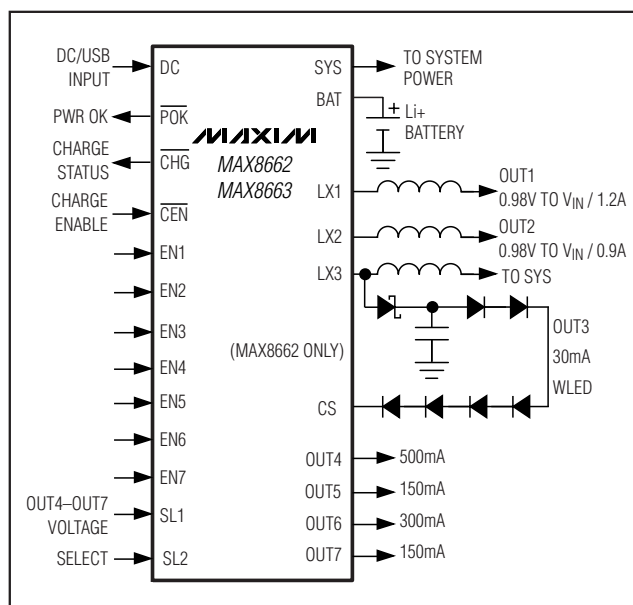 DC/USB
INPUT
DC
PWR OK
POK
CHARGE
STATUS
CHG
CHARGE
ENABLE
CEN
EN1
EN2
EN3
EN4
EN5
EN6
EN7
OUT4–OUT7
VOLTAGE
SL1
SELECT
SL2
MAXIM
MAX8662
MAX8663
(MAX8662 ONLY)
SYS
TO SYSTEM
POWER
BAT
+
Li+
BATTERY
LX1
OUT1
0.98V TO VIN / 1.2A
LX2
OUT2
0.98V TO VIN / 0.9A
LX3
TO SYS
OUT3
30mA
WLED
CS
OUT4
500mA
OUT5
150mA
OUT6
300mA
OUT7
150mA